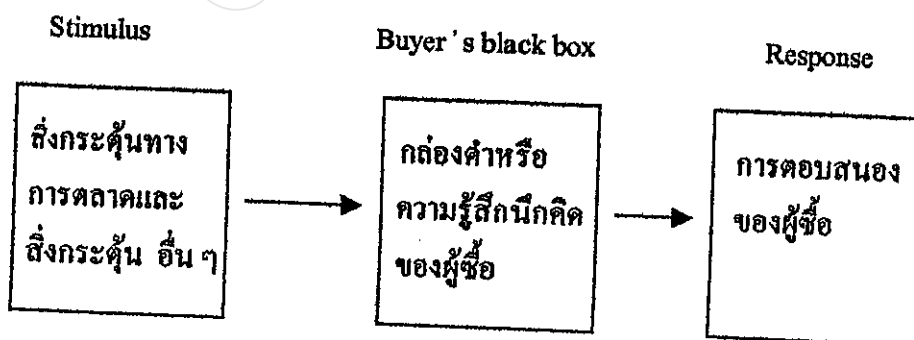 Stimulus
Buyer's black box
Response
สิ่งกระตุ้นทาง
การตลาดและ
สิ่งกระตุ้น อื่น ๆ
กล่องดำหรือ
ความรู้สึกนึกคิด
ของผู้ซื้อ
การตอบสนอง
ของผู้ซื้อ